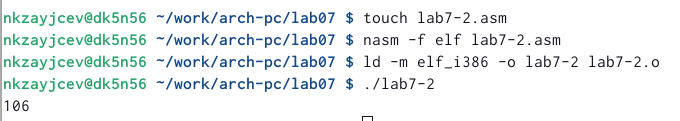 nkzayjcev@dk5n56 ~/work/arch-pc/lab07 $ touch lab7-2.asm
nkzayjcev@dk5n56 ~/work/arch-pc/lab07 $ nasm -f elf lab7-2.asm
nkzayjcev@dk5n56 ~/work/arch-pc/lab07 $ ld -m elf_i386 -o lab7-2 lab7-2.o
nkzayjcev@dk5n56 ~/work/arch-pc/lab07 $ ./lab7-2
106